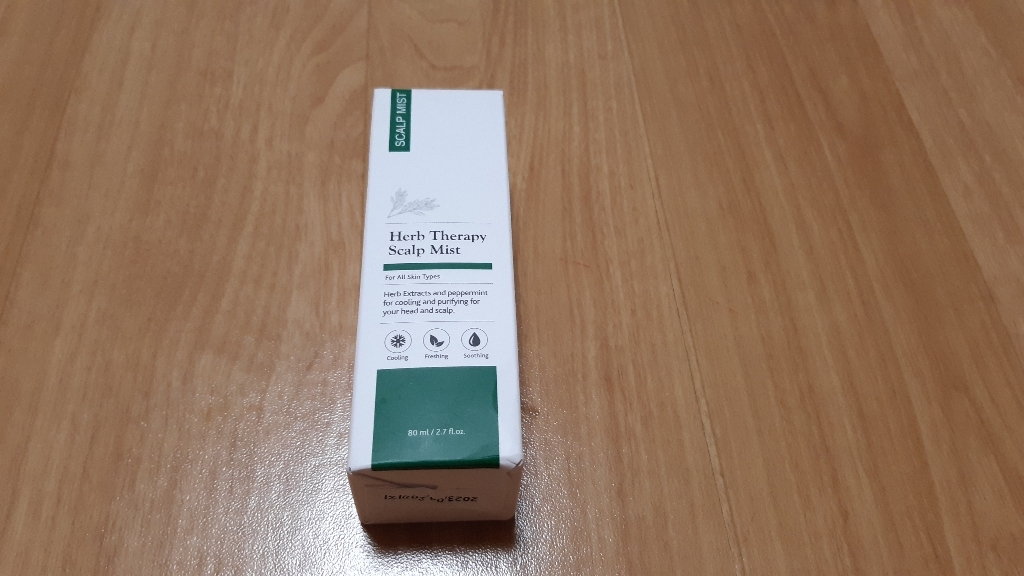 SCALP MIST
Herb Therapy
Scalp Mist
For All Skin Types
Herb Extracts and peppermint
for cooling and purifying for
your head and scalp.
Cooling
Freshing
Soothing
80 ml / 2.7 fl.oz.